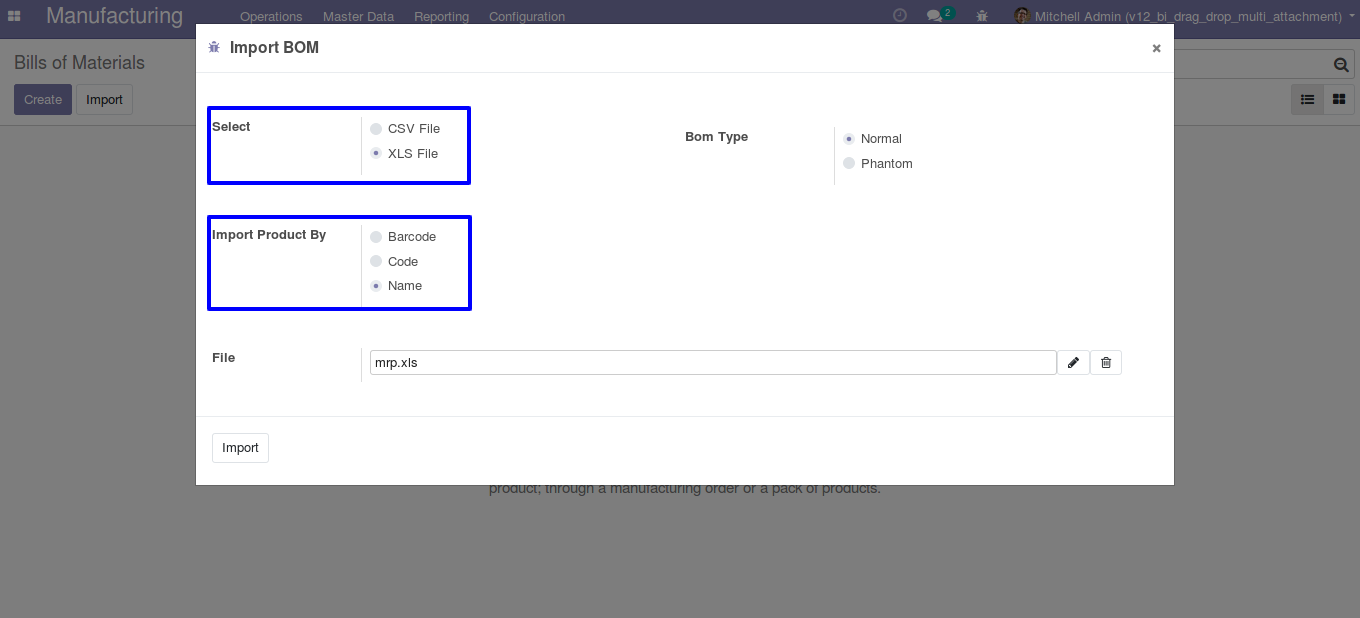 Manufacturing Operations Master Data Reporting Configuration 2 Mitchell Admin (v12_bi_drag_drop_multi_attachment)
Bills of Materials
Create Import
Import BOM ×
Select
CSV File
XLS File
Bom Type
Normal
Phantom
Import Product By
Barcode
Code
Name
File
mrp.xls
Import
product; through a manufacturing order or a pack of products.